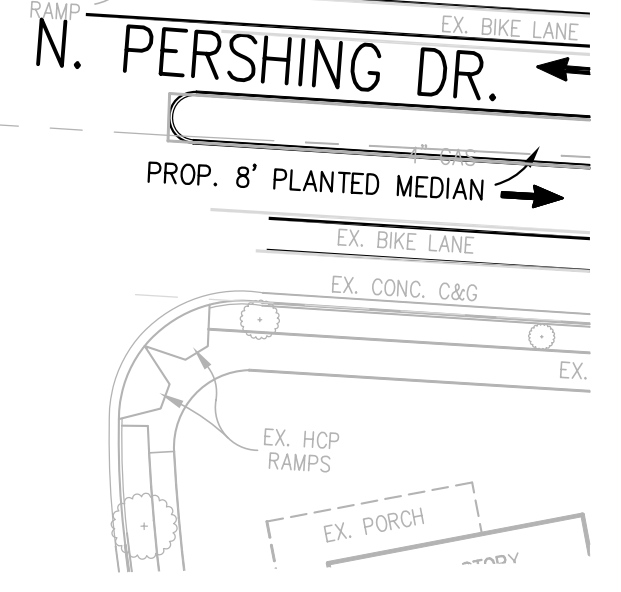 RAMP
EX. BIKE LANE
N. PERSHING DR.
4" GAS
PROP. 8' PLANTED MEDIAN
EX. BIKE LANE
EX. CONC. C&G
EX.
EX. HCP
RAMPS
EX. PORCH